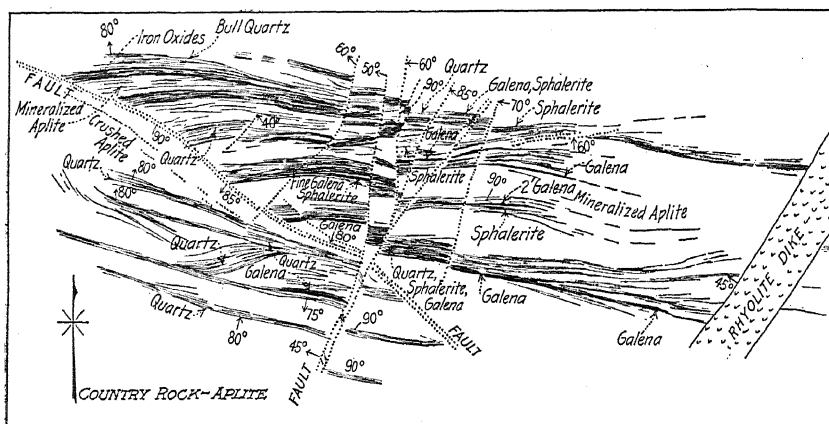 80°
Iron Oxides
Bull Quartz
60°
50°
60°
Quartz
90°
85°
Galena, Sphalerite
70°
Sphalerite
FAULT
Mineralized
Aplite
Crushed
Aplite
90°
40°
Galena
60°
Quartz
Quartz
80°
80°
85°
Fine Galena
Sphalerite
Sphalerite
Galena
90°
2" Galena
Mineralized Aplite
Sphalerite
Galena
90°
Quartz
Quartz
Galena
Quartz,
Sphalerite,
Galena
Galena
45°
RHYOLITE DIKE
Quartz
75°
80°
90°
FAULT
Galena
45°
FAULT
90°
COUNTRY ROCK-APLITE